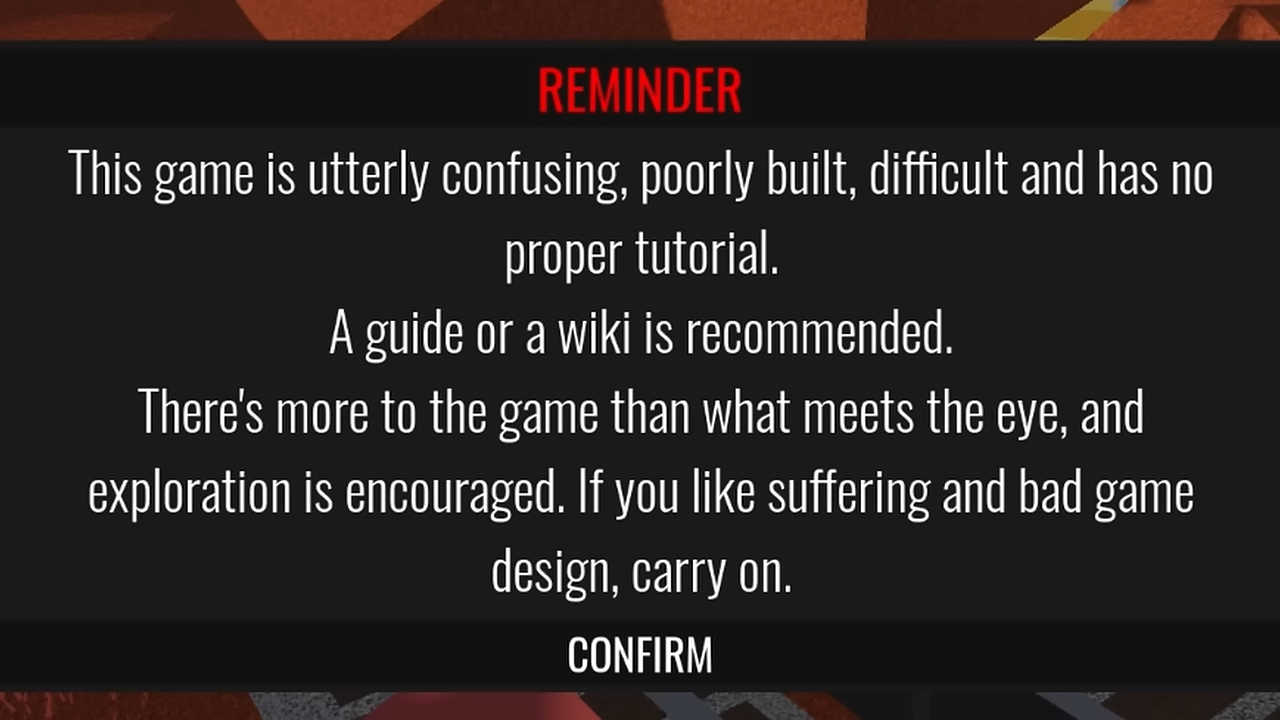 REMINDER
This game is utterly confusing, poorly built, difficult and has no
proper tutorial.
A guide or a wiki is recommended.
There's more to the game than what meets the eye, and
exploration is encouraged. If you like suffering and bad game
design, carry on.
CONFIRM